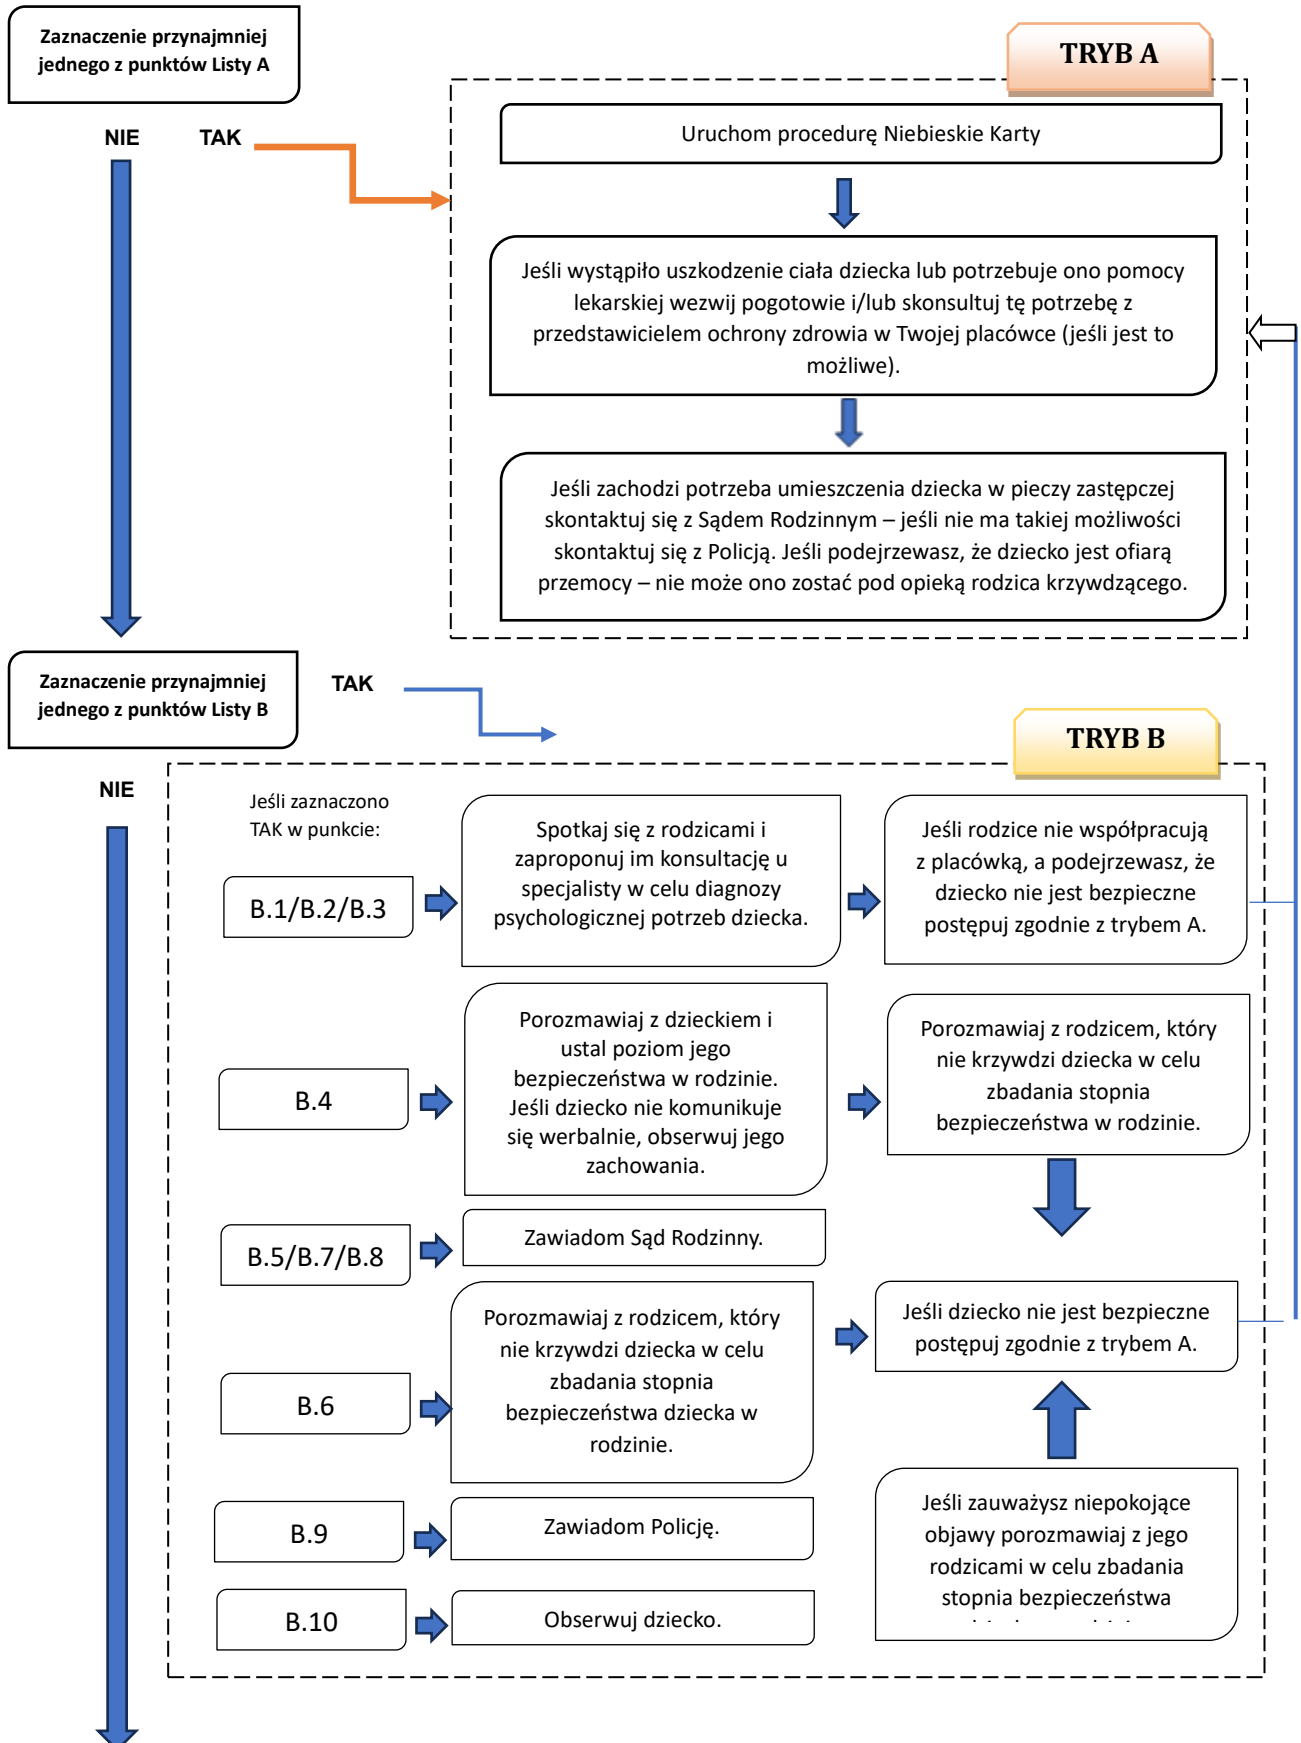 Zaznaczenie przynajmniej
jednego z punktów Listy A
NIE
TAK
TRYB A
Uruchom procedurę Niebieskie Karty
Jeśli wystąpiło uszkodzenie ciała dziecka lub potrzebuje ono pomocy
lekarskiej wezwij pogotowie i/lub skonsultuj tę potrzebę z
przedstawicielem ochrony zdrowia w Twojej placówce (jeśli jest to
możliwe).
Jeśli zachodzi potrzeba umieszczenia dziecka w pieczy zastępczej
skontaktuj się z Sądem Rodzinnym – jeśli nie ma takiej możliwości
skontaktuj się z Policją. Jeśli podejrzewasz, że dziecko jest ofiarą
przemocy – nie może ono zostać pod opieką rodzica krzywdzącego.
Zaznaczenie przynajmniej
jednego z punktów Listy B
TAK
NIE
TRYB B
Jeśli zaznaczono
TAK w punkcie:
B.1/B.2/B.3
Spotkaj się z rodzicami i
zaproponuj im konsultację u
specjalisty w celu diagnozy
psychologicznej potrzeb dziecka.
Jeśli rodzice nie współpracują
z placówką, a podejrzewasz, że
dziecko nie jest bezpieczne
postępuj zgodnie z trybem A.
B.4
Porozmawiaj z dzieckiem i
ustal poziom jego
bezpieczeństwa w rodzinie.
Jeśli dziecko nie komunikuje
się werbalnie, obserwuj jego
zachowania.
Porozmawiaj z rodzicem, który
nie krzywdzi dziecka w celu
zbadania stopnia
bezpieczeństwa w rodzinie.
B.5/B.7/B.8
Zawiadom Sąd Rodzinny.
B.6
Porozmawiaj z rodzicem, który
nie krzywdzi dziecka w celu
zbadania stopnia
bezpieczeństwa dziecka w
rodzinie.
Jeśli dziecko nie jest bezpieczne
postępuj zgodnie z trybem A.
B.9
Zawiadom Policję.
B.10
Obserwuj dziecko.
Jeśli zauważysz niepokojące
objawy porozmawiaj z jego
rodzicami w celu zbadania
stopnia bezpieczeństwa